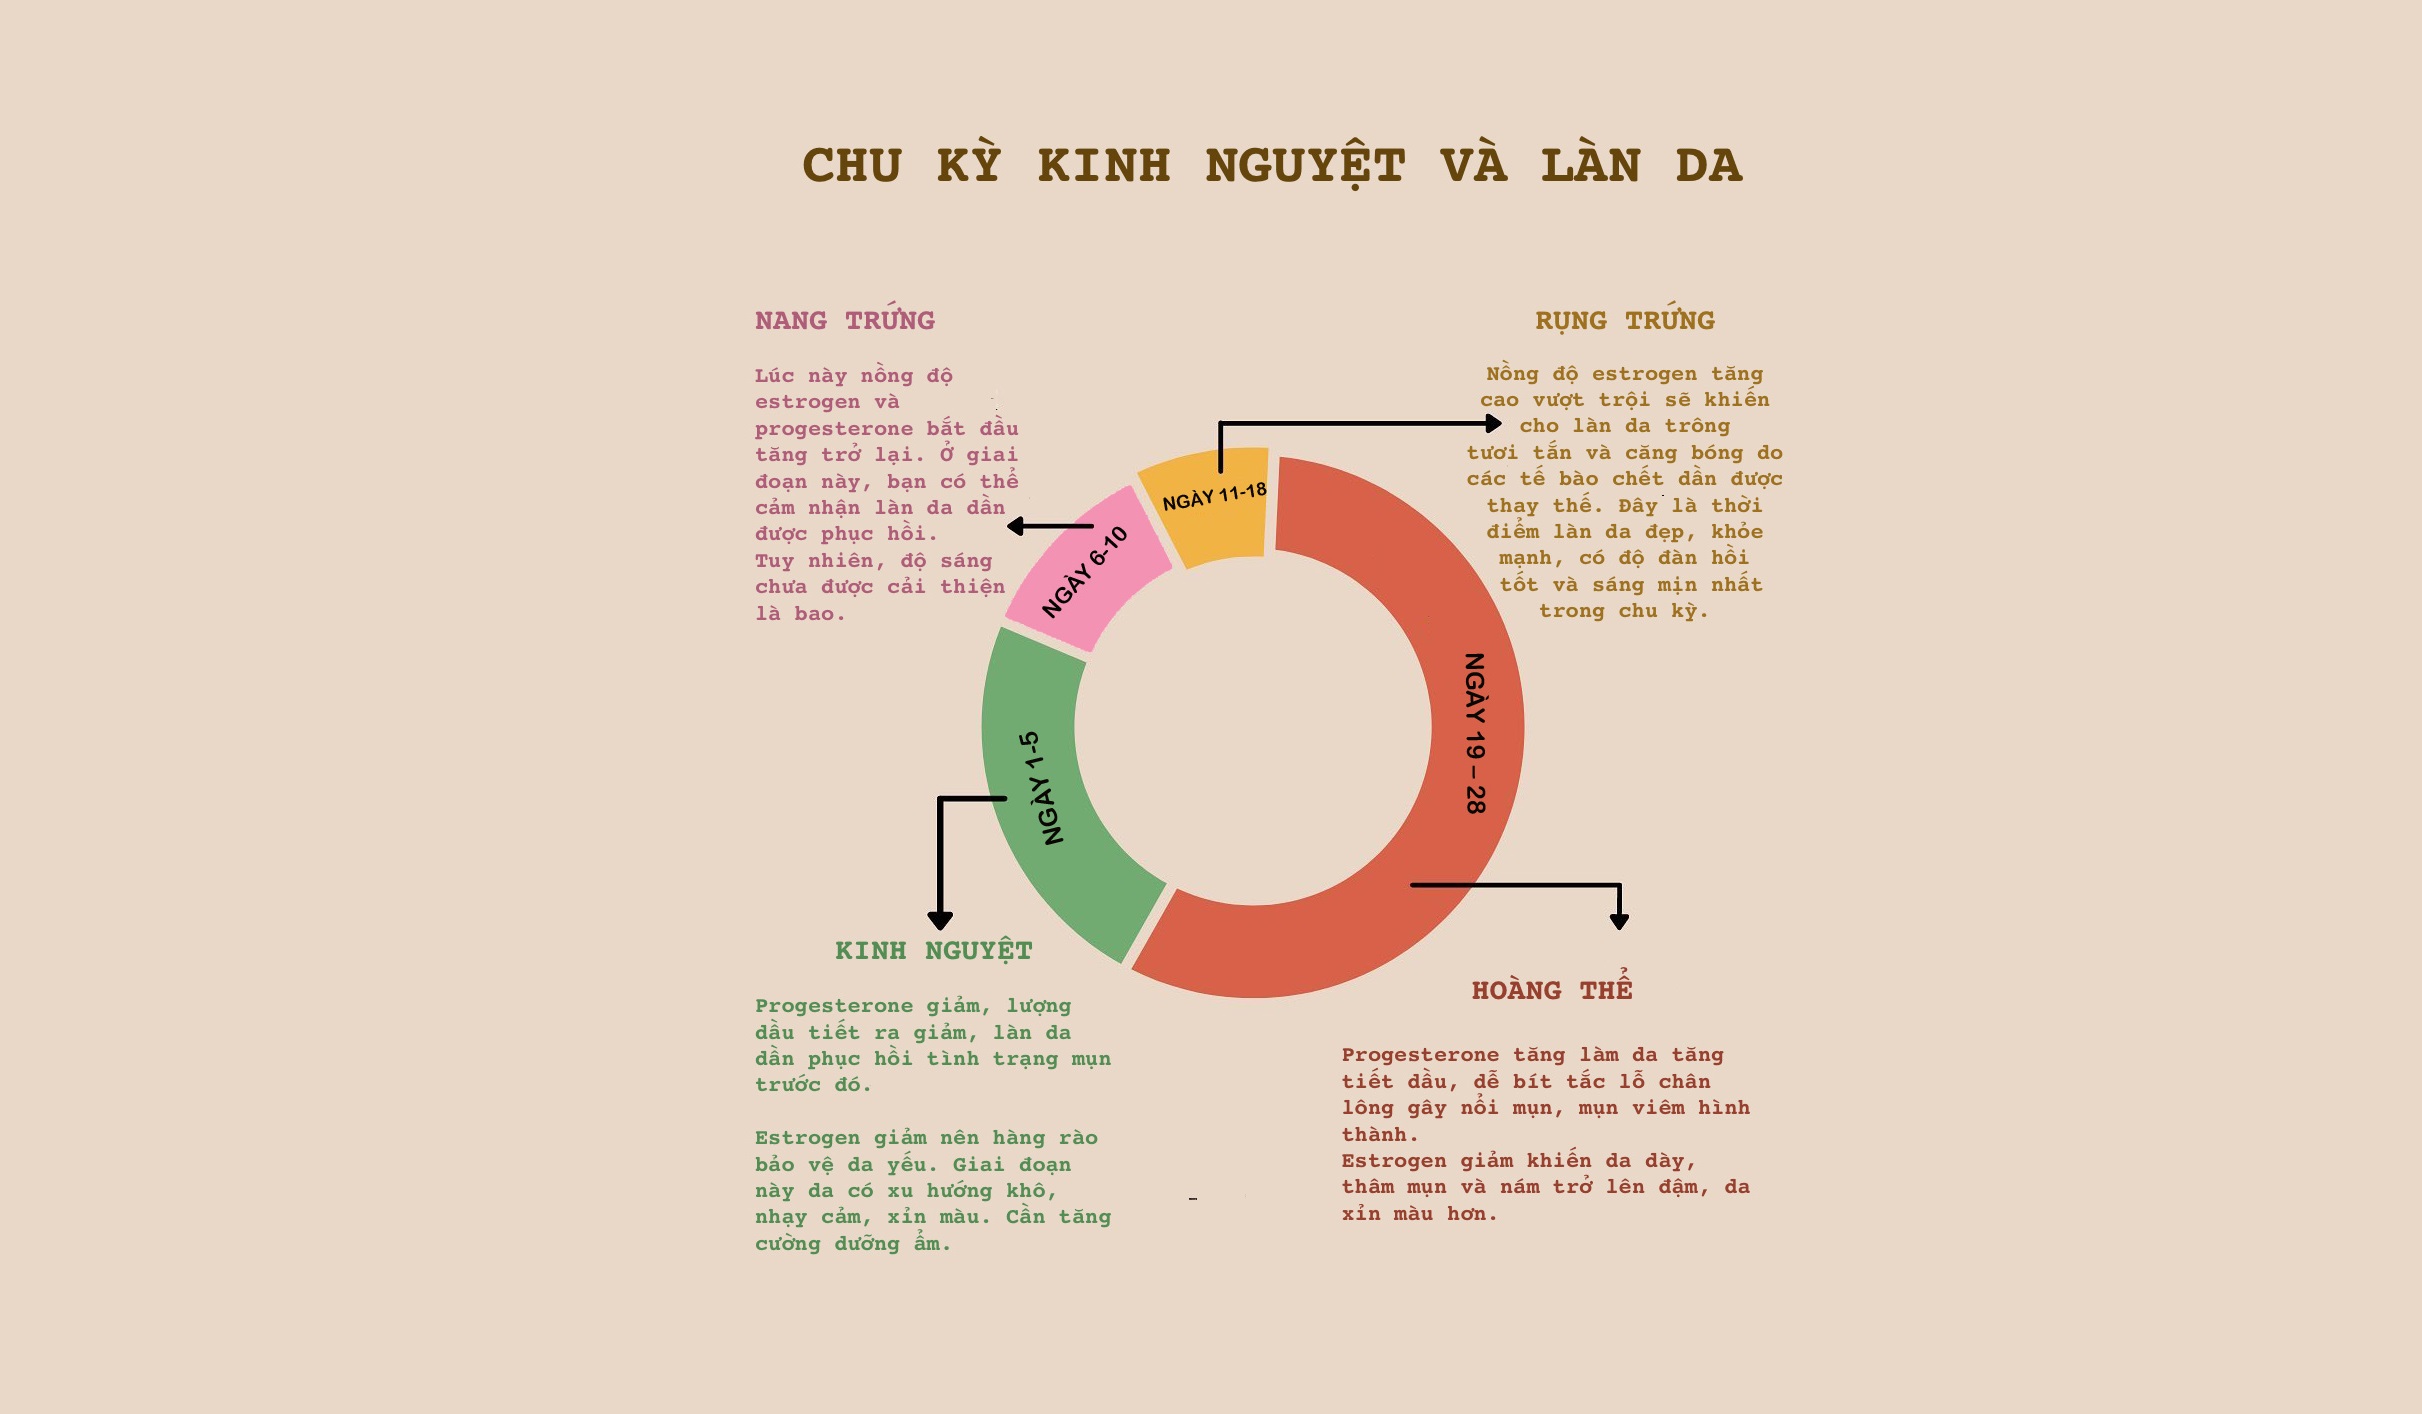 CHU KỲ KINH NGUYỆT VÀ LÀN DA
NANG TRỨNG
Lúc này nồng độ
estrogen và
progesterone bắt đầu
tăng trở lại. Ở giai
đoạn này, bạn có thể
cảm nhận làn da dần
được phục hồi.
Tuy nhiên, độ sáng
chưa được cải thiện
là bao.
RỤNG TRỨNG
Nồng độ estrogen tăng
cao vượt trội sẽ khiến
cho làn da trông
tươi tắn và căng bóng do
các tế bào chết dần được
thay thế. Đây là thời
điểm làn da đẹp, khỏe
mạnh, có độ đàn hồi
tốt và sáng mịn nhất
trong chu kỳ.
NGÀY 11-18
NGÀY 6-10
NGÀY 1-5
NGÀY 19 – 28
KINH NGUYỆT
Progesterone giảm, lượng
dầu tiết ra giảm, làn da
dần phục hồi tình trạng mụn
trước đó.
Estrogen giảm nên hàng rào
bảo vệ da yếu. Giai đoạn
này da có xu hướng khô,
nhạy cảm, xỉn màu. Cần tăng
cường dưỡng ẩm.
HOÀNG THỂ
Progesterone tăng làm da tăng
tiết dầu, dễ bít tắc lỗ chân
lông gây nổi mụn, mụn viêm hình
thành.
Estrogen giảm khiến da dày,
thâm mụn và nám trở lên đậm, da
xỉn màu hơn.